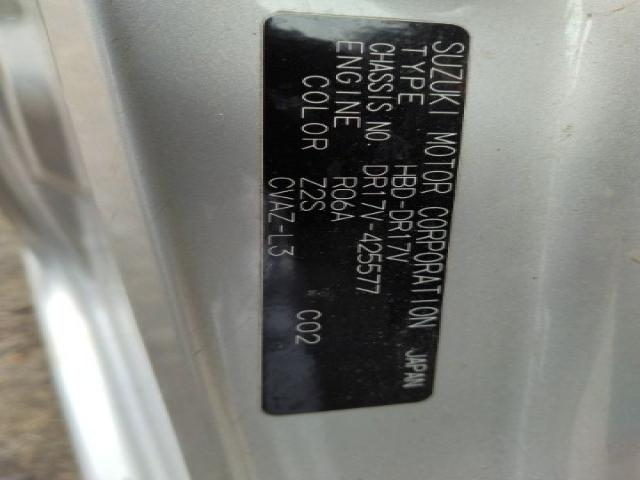 SUZUKI MOTOR CORPORATION JAPAN
TYPE HBD-DR17V
CHASSIS NO. DR17V-425577
ENGINE R06A
COLOR Z2S C02
CVAZ-L3